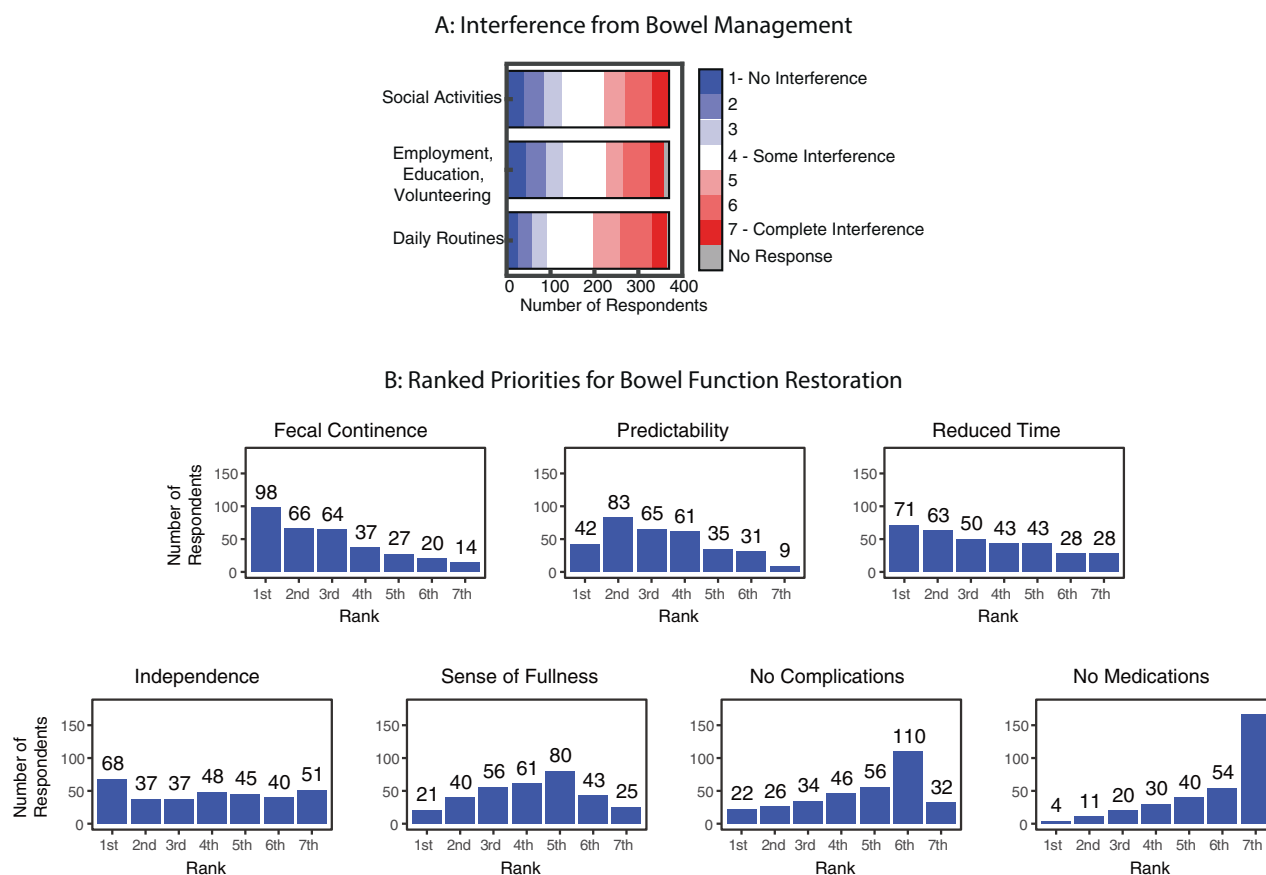 A: Interference from Bowel Management
Social Activities
Employment,
Education,
Volunteering
Daily Routines
0 100 200 300 400
Number of Respondents
1- No Interference
2
3
4 - Some Interference
5
6
7 - Complete Interference
No Response
B: Ranked Priorities for Bowel Function Restoration
Fecal Continence
Number of
Respondents
150
100
50
0
98 66 64 37 27 20 14
1st 2nd 3rd 4th 5th 6th 7th
Rank
Predictability
150
100
50
0
42 83 65 61 35 31 9
1st 2nd 3rd 4th 5th 6th 7th
Rank
Reduced Time
150
100
50
0
71 63 50 43 43 28 28
1st 2nd 3rd 4th 5th 6th 7th
Rank
Independence
Number of
Respondents
150
100
50
0
68 37 37 48 45 40 51
1st 2nd 3rd 4th 5th 6th 7th
Rank
Sense of Fullness
150
100
50
0
21 40 56 61 80 43 25
1st 2nd 3rd 4th 5th 6th 7th
Rank
No Complications
150
100
50
0
22 26 34 46 56 110 32
1st 2nd 3rd 4th 5th 6th 7th
Rank
No Medications
150
100
50
0
4 11 20 30 40 54
1st 2nd 3rd 4th 5th 6th 7th
Rank